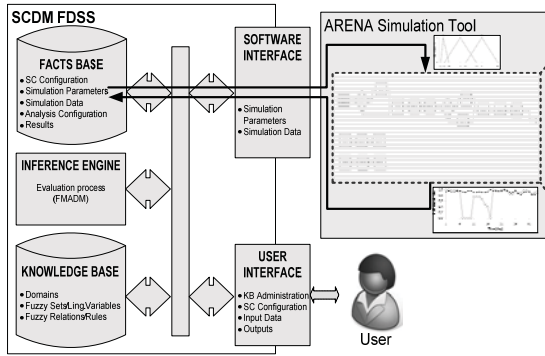 SCDM FDSS
FACTS BASE
• SC Configuration
• Simulation Parameters
• Simulation Data
• Analysis Configuration
• Results
INFERENCE ENGINE
Evaluation process
(FMADM)
KNOWLEDGE BASE
• Domains
• Fuzzy Sets/Ling.Variables
• Fuzzy Relations/Rules
SOFTWARE
INTERFACE
• Simulation
Parameters
• Simulation Data
USER
INTERFACE
• KB Administration
• SC Configuration
• Input Data
• Outputs
ARENA Simulation Tool
User